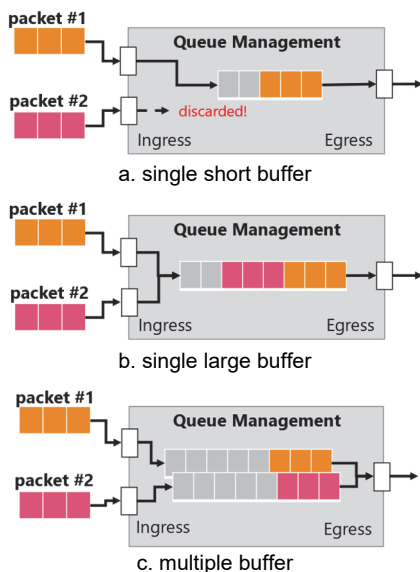 packet #1
Queue Management
packet #2
discarded!
Ingress
Egress
a. single short buffer
packet #1
Queue Management
packet #2
Ingress
Egress
b. single large buffer
packet #1
Queue Management
packet #2
Ingress
Egress
c. multiple buffer